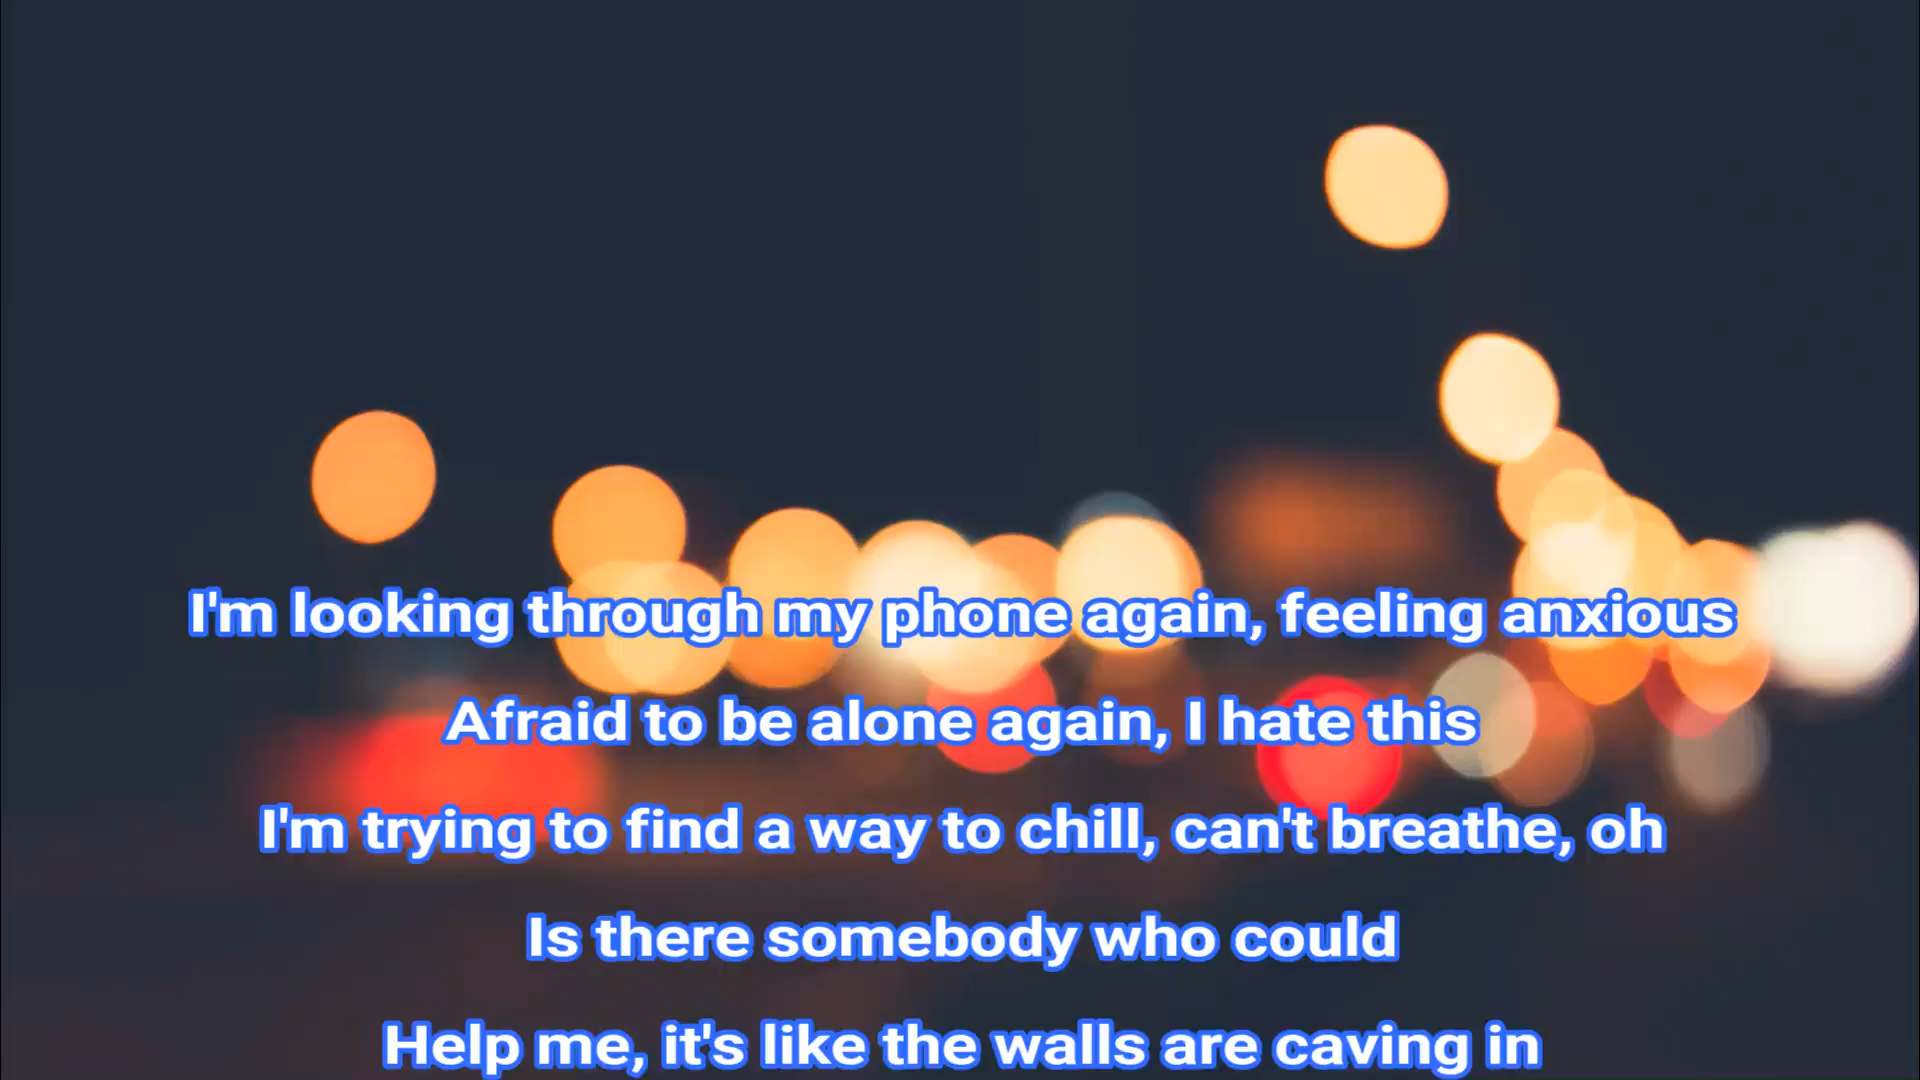 I'm looking through my phone again, feeling anxious
Afraid to be alone again, I hate this
I'm trying to find a way to chill, can't breathe, oh
Is there somebody who could
Help me, it's like the walls are caving in